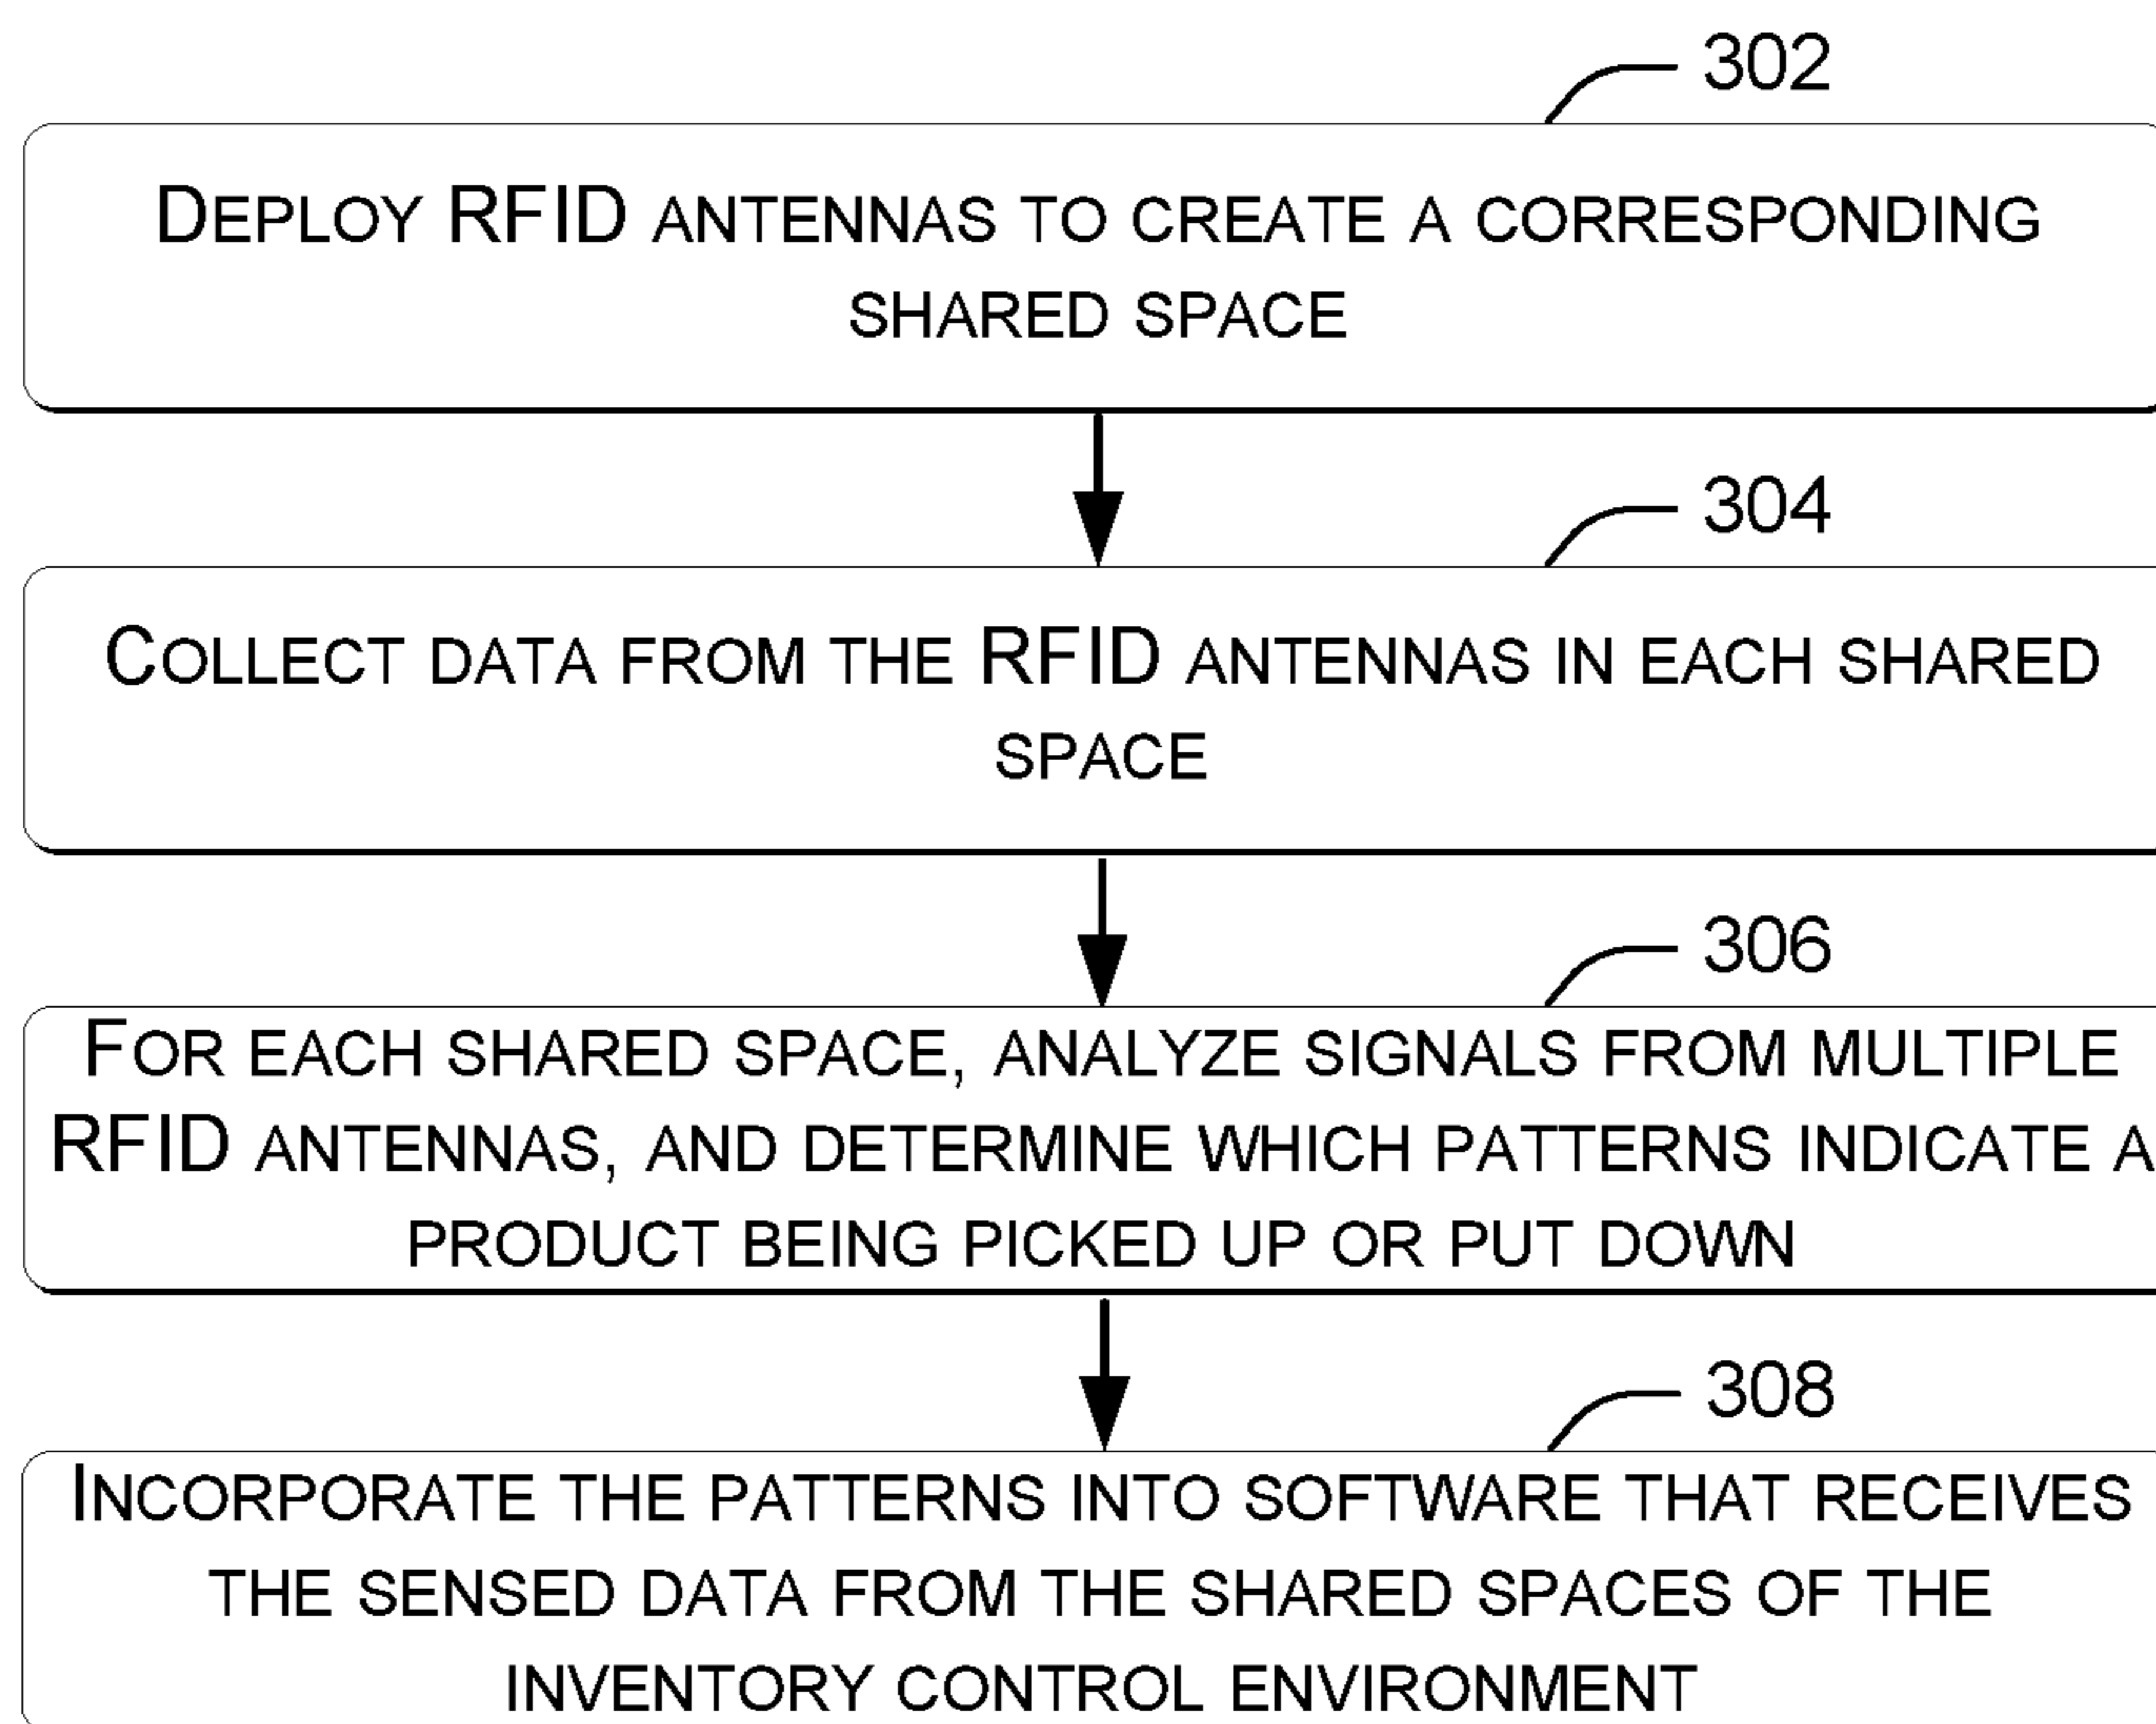 302
DEPLOY RFID ANTENNAS TO CREATE A CORRESPONDING
SHARED SPACE
304
COLLECT DATA FROM THE RFID ANTENNAS IN EACH SHARED
SPACE
306
FOR EACH SHARED SPACE, ANALYZE SIGNALS FROM MULTIPLE
RFID ANTENNAS, AND DETERMINE WHICH PATTERNS INDICATE A
PRODUCT BEING PICKED UP OR PUT DOWN
308
INCORPORATE THE PATTERNS INTO SOFTWARE THAT RECEIVES
THE SENSED DATA FROM THE SHARED SPACES OF THE
INVENTORY CONTROL ENVIRONMENT